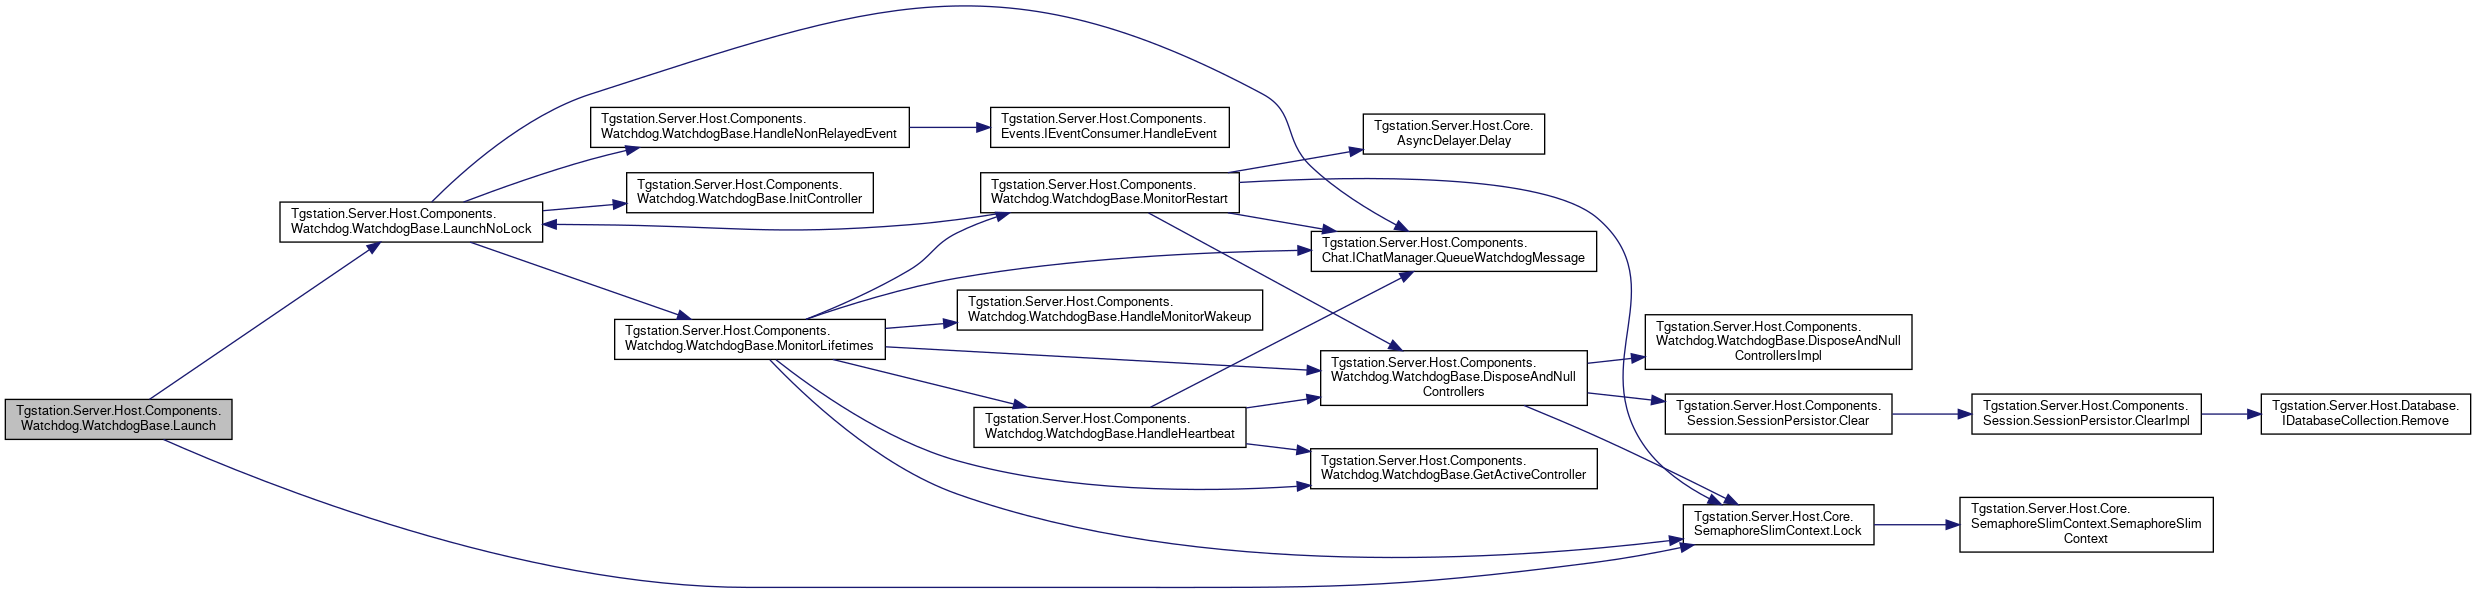 Tgstation.Server.Host.Components.
Watchdog.WatchdogBase.Launch
Tgstation.Server.Host.Components.
Watchdog.WatchdogBase.LaunchNoLock
Tgstation.Server.Host.Components.
Watchdog.WatchdogBase.HandleNonRelayedEvent
Tgstation.Server.Host.Components.
Watchdog.WatchdogBase.InitController
Tgstation.Server.Host.Components.
Watchdog.WatchdogBase.MonitorLifetimes
Tgstation.Server.Host.Components.
Events.IEventConsumer.HandleEvent
Tgstation.Server.Host.Components.
Watchdog.WatchdogBase.MonitorRestart
Tgstation.Server.Host.Components.
Watchdog.WatchdogBase.HandleMonitorWakeup
Tgstation.Server.Host.Components.
Watchdog.WatchdogBase.HandleHeartbeat
Tgstation.Server.Host.Core.
AsyncDelayer.Delay
Tgstation.Server.Host.Components.
Chat.IChatManager.QueueWatchdogMessage
Tgstation.Server.Host.Components.
Watchdog.WatchdogBase.DisposeAndNull
Controllers
Tgstation.Server.Host.Components.
Watchdog.WatchdogBase.GetActiveController
Tgstation.Server.Host.Components.
Watchdog.WatchdogBase.DisposeAndNull
ControllersImpl
Tgstation.Server.Host.Components.
Session.SessionPersistor.Clear
Tgstation.Server.Host.Core.
SemaphoreSlimContext.Lock
Tgstation.Server.Host.Components.
Session.SessionPersistor.ClearImpl
Tgstation.Server.Host.Core.
SemaphoreSlimContext.SemaphoreSlim
Context
Tgstation.Server.Host.Database.
IDatabaseCollection.Remove